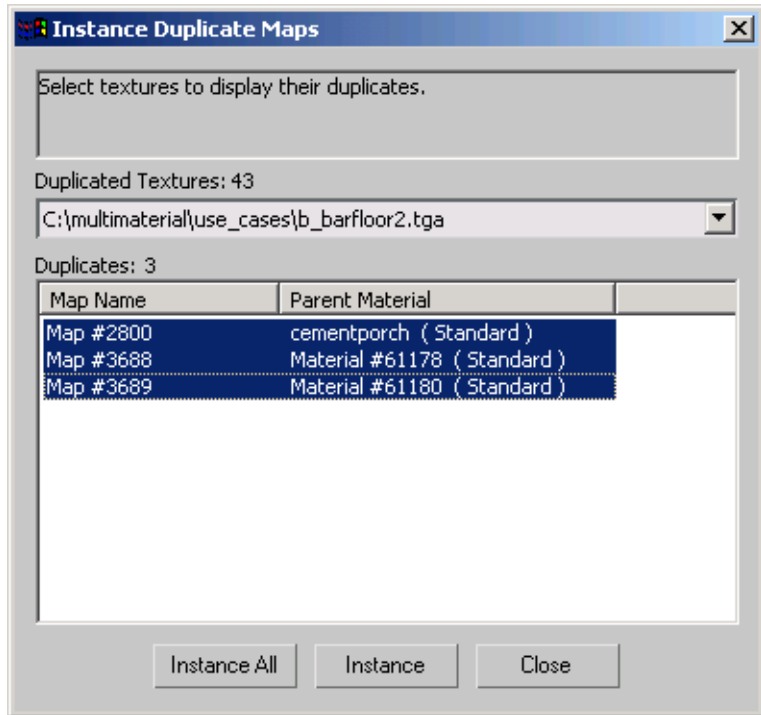 Instance Duplicate Maps
Select textures to display their duplicates.
Duplicated Textures: 43
C:\multimaterial\use_cases\b_barfloor2.tga
Duplicates: 3
Map Name Parent Material
Map #2800 cementporch ( Standard )
Map #3688 Material #61178 ( Standard )
Map #3689 Material #61180 ( Standard )
Instance All Instance Close